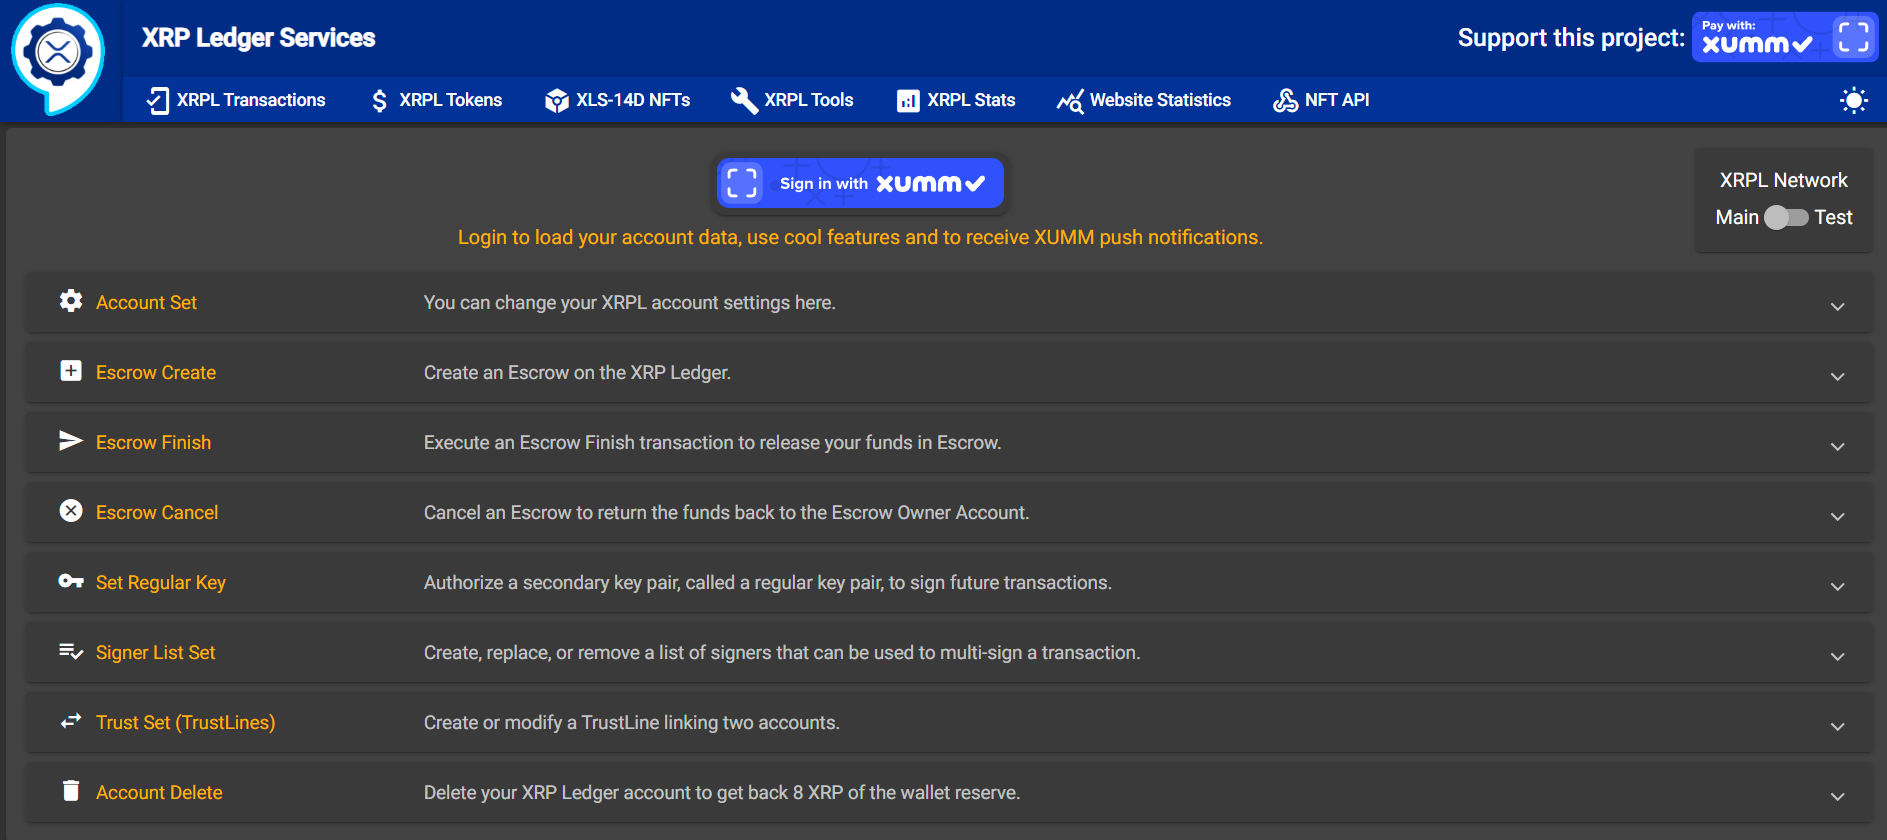 XRP Ledger Services
Support this project:
Pay with:
xumm
XRPL Transactions
XRPL Tokens
XLS-14D NFTs
XRPL Tools
XRPL Stats
Website Statistics
NFT API
Sign in with xumm
Login to load your account data, use cool features and to receive XUMM push notifications.
XRPL Network
Main Test
Account Set You can change your XRPL account settings here.
Escrow Create Create an Escrow on the XRP Ledger.
Escrow Finish Execute an Escrow Finish transaction to release your funds in Escrow.
Escrow Cancel Cancel an Escrow to return the funds back to the Escrow Owner Account.
Set Regular Key Authorize a secondary key pair, called a regular key pair, to sign future transactions.
Signer List Set Create, replace, or remove a list of signers that can be used to multi-sign a transaction.
Trust Set (TrustLines) Create or modify a TrustLine linking two accounts.
Account Delete Delete your XRP Ledger account to get back 8 XRP of the wallet reserve.